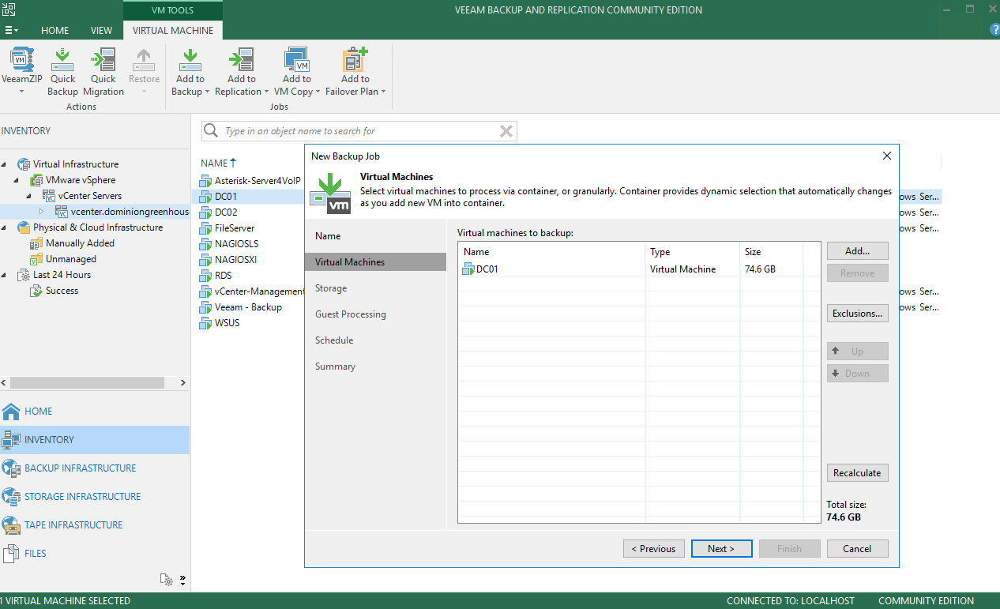 VM TOOLS
VEEAM BACKUP AND REPLICATION COMMUNITY EDITION
HOME VIEW VIRTUAL MACHINE
VeeamZIP
Quick
Backup
Quick
Migration
Restore
Actions
Add to
Backup
Add to
Replication
Add to
VM Copy
Add to
Failover Plan
Jobs
INVENTORY
Virtual Infrastructure
VMware vSphere
vCenter Servers
vcenter.dominiongreenhous
Physical & Cloud Infrastructure
Manually Added
Unmanaged
Last 24 Hours
Success
HOME
INVENTORY
BACKUP INFRASTRUCTURE
STORAGE INFRASTRUCTURE
TAPE INFRASTRUCTURE
FILES
Type in an object name to search for
NAME
Asterisk-Server4VoIP
DC01
DC02
FileServer
NAGIOSLS
NAGIOSXI
RDS
vCenter-Management
Veeam - Backup
WSUS
ows Ser...
ows Ser...
ows Ser...
ows Ser...
ows Ser...
New Backup Job
Virtual Machines
Select virtual machines to process via container, or granularly. Container provides dynamic selection that automatically changes
as you add new VM into container.
Name
Virtual Machines
Storage
Guest Processing
Schedule
Summary
Virtual machines to backup:
Name Type Size
DC01 Virtual Machine 74.6 GB
Add...
Remove
Exclusions...
Up
Down
Recalculate
Total size:
74.6 GB
< Previous Next > Finish Cancel
1 VIRTUAL MACHINE SELECTED
CONNECTED TO: LOCALHOST COMMUNITY EDITION